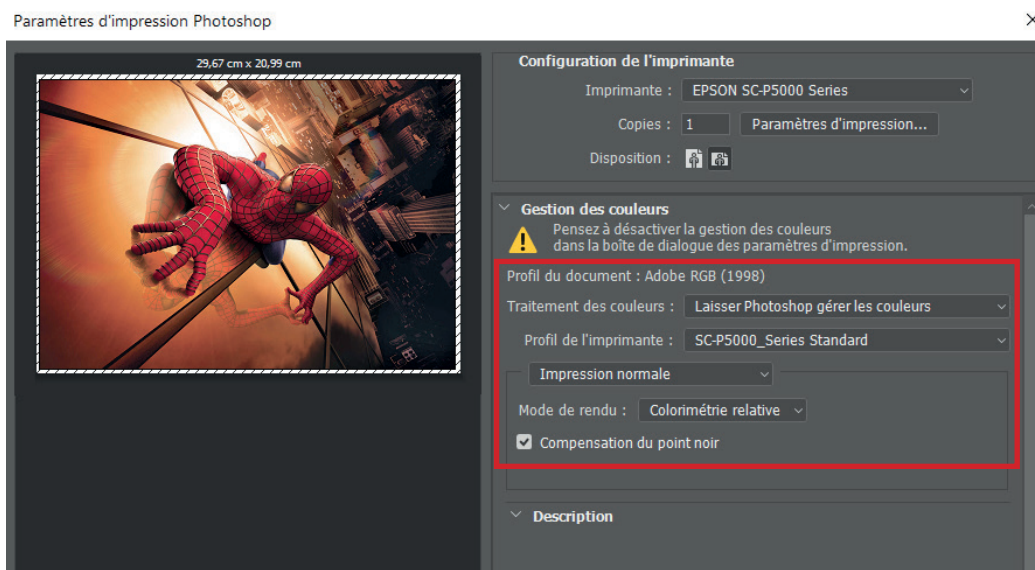 Paramètres d'impression Photoshop
29,67 cm x 20,99 cm
Configuration de l'imprimante
Imprimante : EPSON SC-P5000 Series
Copies : 1 Paramètres d'impression...
Disposition :
Gestion des couleurs
Pensez à désactiver la gestion des couleurs
dans la boîte de dialogue des paramètres d'impression.
Profil du document : Adobe RGB (1998)
Traitement des couleurs : Laisser Photoshop gérer les couleurs
Profil de l'imprimante : SC-P5000_Series Standard
Impression normale
Mode de rendu : Colorimétrie relative
Compensation du point noir
Description